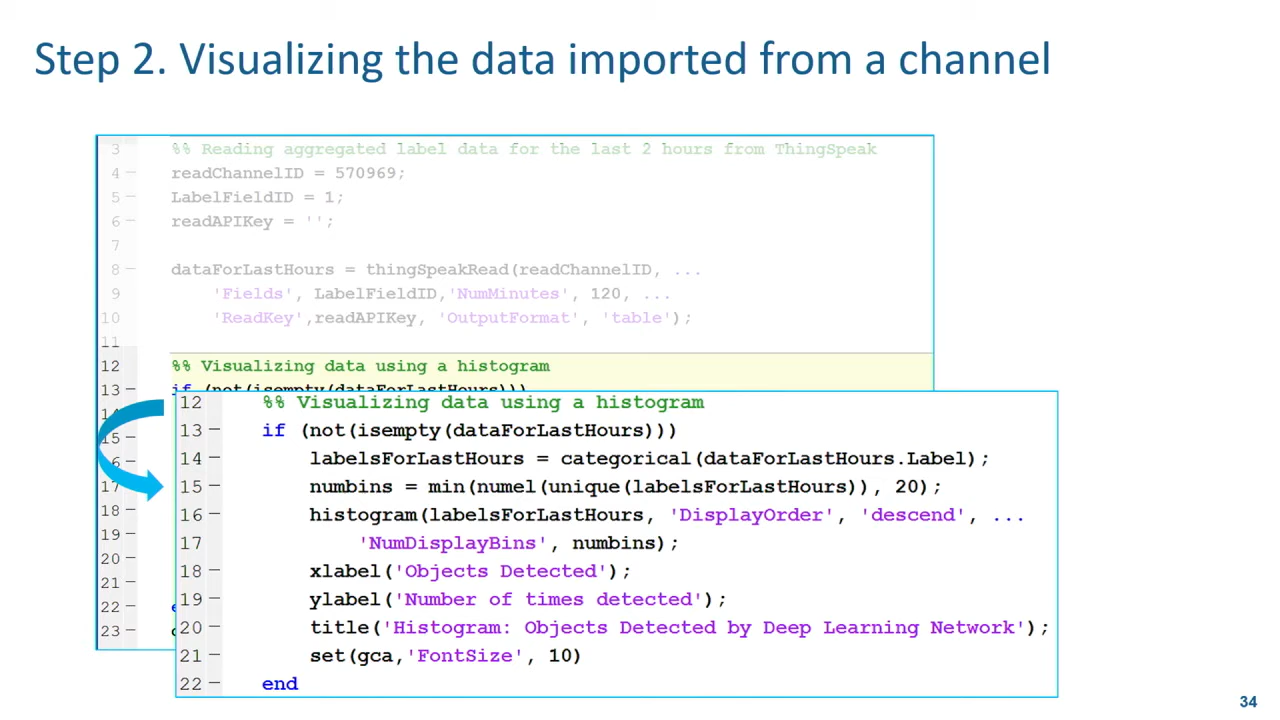 Step 2. Visualizing the data imported from a channel
3 %% Reading aggregated label data for the last 2 hours from ThingSpeak
4 – readChannelID = 570969;
5 – LabelFieldID = 1;
6 – readAPIKey = '';
7
8 – dataForLastHours = thingSpeakRead(readChannelID, ...
9 'Fields', LabelFieldID,'NumMinutes', 120, ...
10 'ReadKey',readAPIKey, 'OutputFormat', 'table');
11
12 %% Visualizing data using a histogram
13 – if (not(isempty(dataForLastHours)))
14
15
16 –
17
18 –
19 –
20 –
21 –
22 –
23 –
12 %% Visualizing data using a histogram
13 – if (not(isempty(dataForLastHours)))
14 – labelsForLastHours = categorical(dataForLastHours.Label);
15 – numbins = min(numel(unique(labelsForLastHours)), 20);
16 – histogram(labelsForLastHours, 'DisplayOrder', 'descend', ...
17 'NumDisplayBins', numbins);
18 – xlabel('Objects Detected');
19 – ylabel('Number of times detected');
20 – title('Histogram: Objects Detected by Deep Learning Network');
21 – set(gca,'FontSize', 10)
22 – end
34